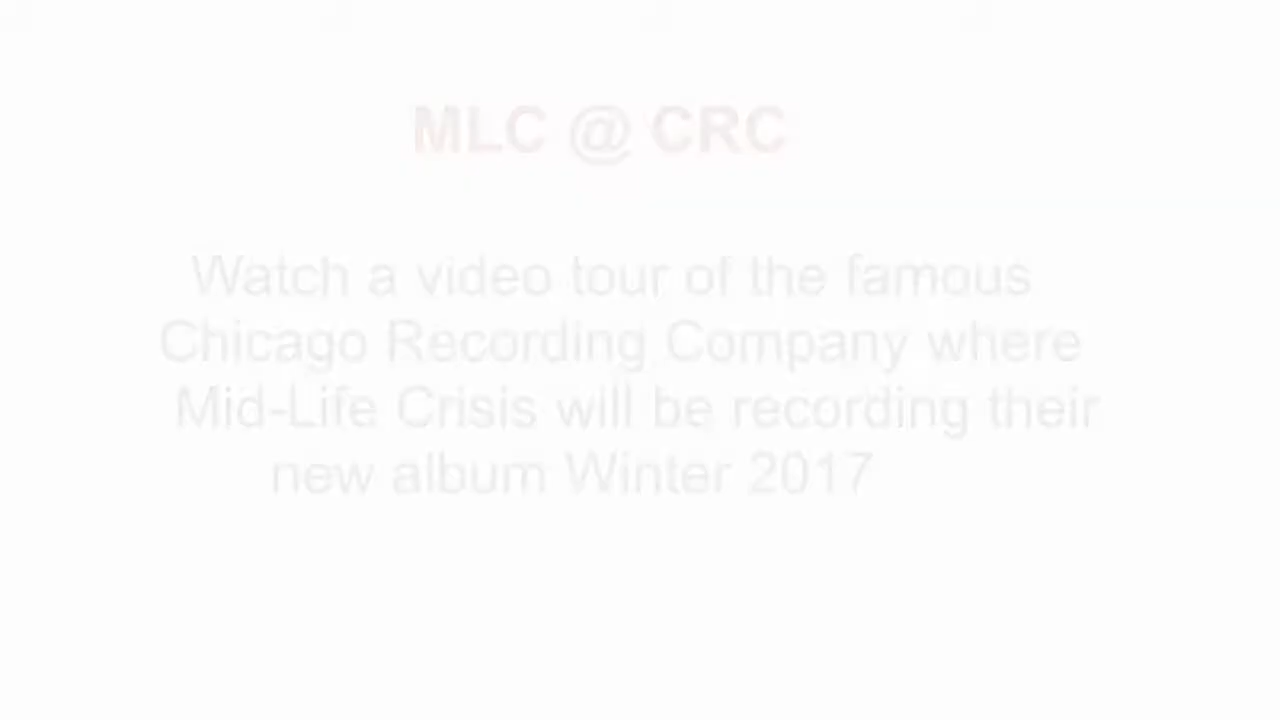 MLC @ CRC
Watch a video tour of the famous
Chicago Recording Company where
Mid-Life Crisis will be recording their
new album Winter 2017